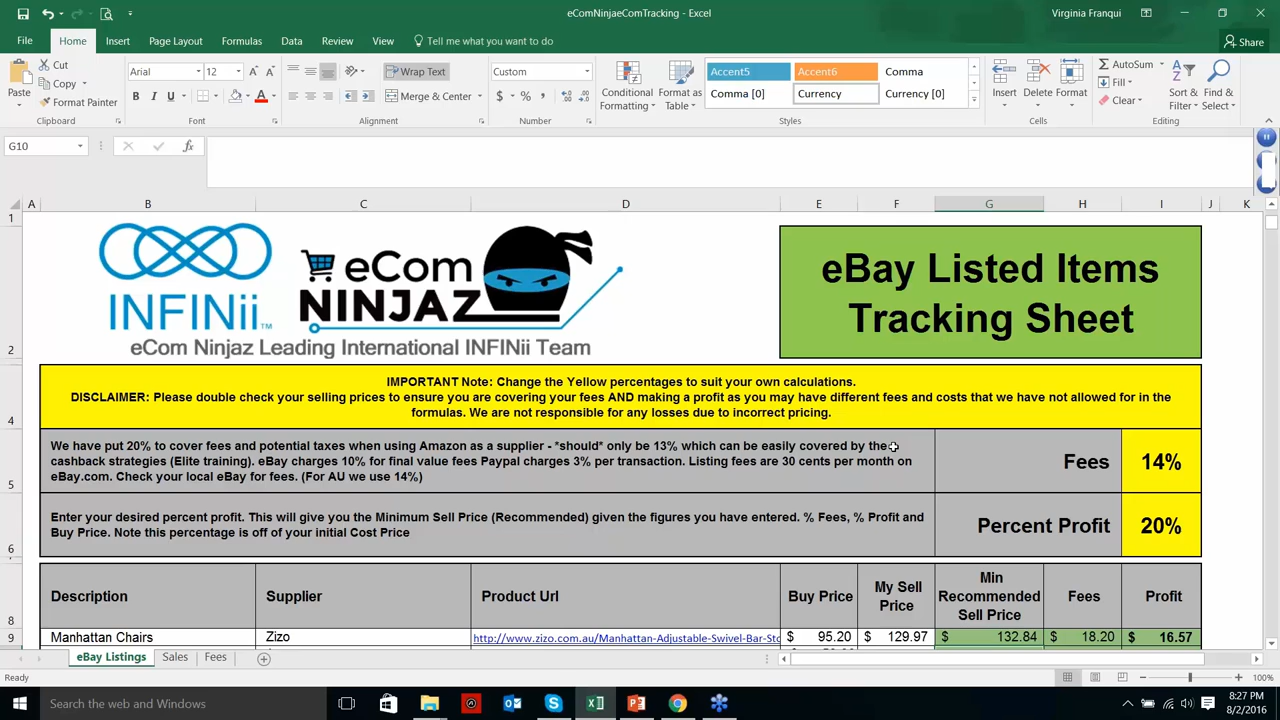 eComNinjaeComTracking - Excel
Virginia Franqui
File Home Insert Page Layout Formulas Data Review View Tell me what you want to do Share
Paste Cut Copy Format Painter
Arial 12
Wrap Text
Merge & Center
Custom
Conditional Formatting
Format as Table
Accent5 Accent6 Comma
Comma [0] Currency Currency [0]
Insert Delete Format
AutoSum Fill Clear
Sort & Filter
Find & Select
Clipboard Font Alignment Number Styles Cells Editing
G10
A B C D E F G H I J K
1
2
INFINii™
eCom NINJAZ
eCom Ninjaz Leading International INFINii Team
eBay Listed Items
Tracking Sheet
4
IMPORTANT Note: Change the Yellow percentages to suit your own calculations.
DISCLAIMER: Please double check your selling prices to ensure you are covering your fees AND making a profit as you may have different fees and costs that we have not allowed for in the
formulas. We are not responsible for any losses due to incorrect pricing.
5
We have put 20% to cover fees and potential taxes when using Amazon as a supplier - *should* only be 13% which can be easily covered by the
cashback strategies (Elite training). eBay charges 10% for final value fees Paypal charges 3% per transaction. Listing fees are 30 cents per month on
eBay.com. Check your local eBay for fees. (For AU we use 14%)
Fees 14%
6
Enter your desired percent profit. This will give you the Minimum Sell Price (Recommended) given the figures you have entered. % Fees, % Profit and
Buy Price. Note this percentage is off of your initial Cost Price
Percent Profit 20%
8
Description Supplier Product Url Buy Price My Sell Price Min Recommended Sell Price Fees Profit
9 Manhattan Chairs Zizo http://www.zizo.com.au/Manhattan-Adjustable-Swivel-Bar-Sto $ 95.20 $ 129.97 $ 132.84 $ 18.20 $ 16.57
eBay Listings Sales Fees
Ready
100%
Search the web and Windows
8:27 PM
8/2/2016